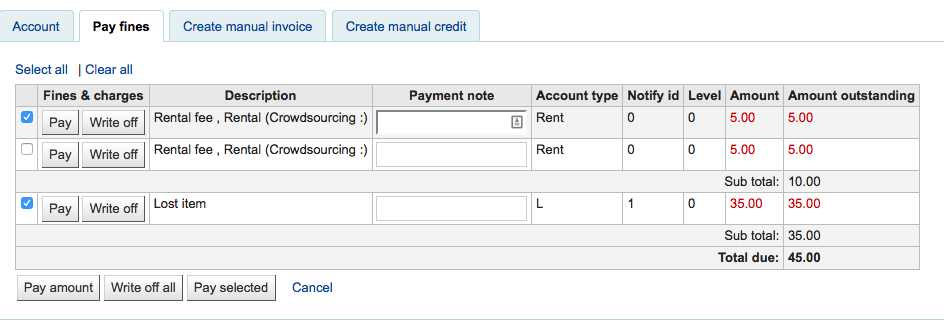 Account Pay fines Create manual invoice Create manual credit
Select all | Clear all
Fines & charges Description Payment note Account type Notify id Level Amount Amount outstanding
Pay Write off Rental fee , Rental (Crowdsourcing :) Rent 0 0 5.00 5.00
Pay Write off Rental fee , Rental (Crowdsourcing :) Rent 0 0 5.00 5.00
Sub total: 10.00
Pay Write off Lost item L 1 0 35.00 35.00
Sub total: 35.00
Total due: 45.00
Pay amount Write off all Pay selected Cancel